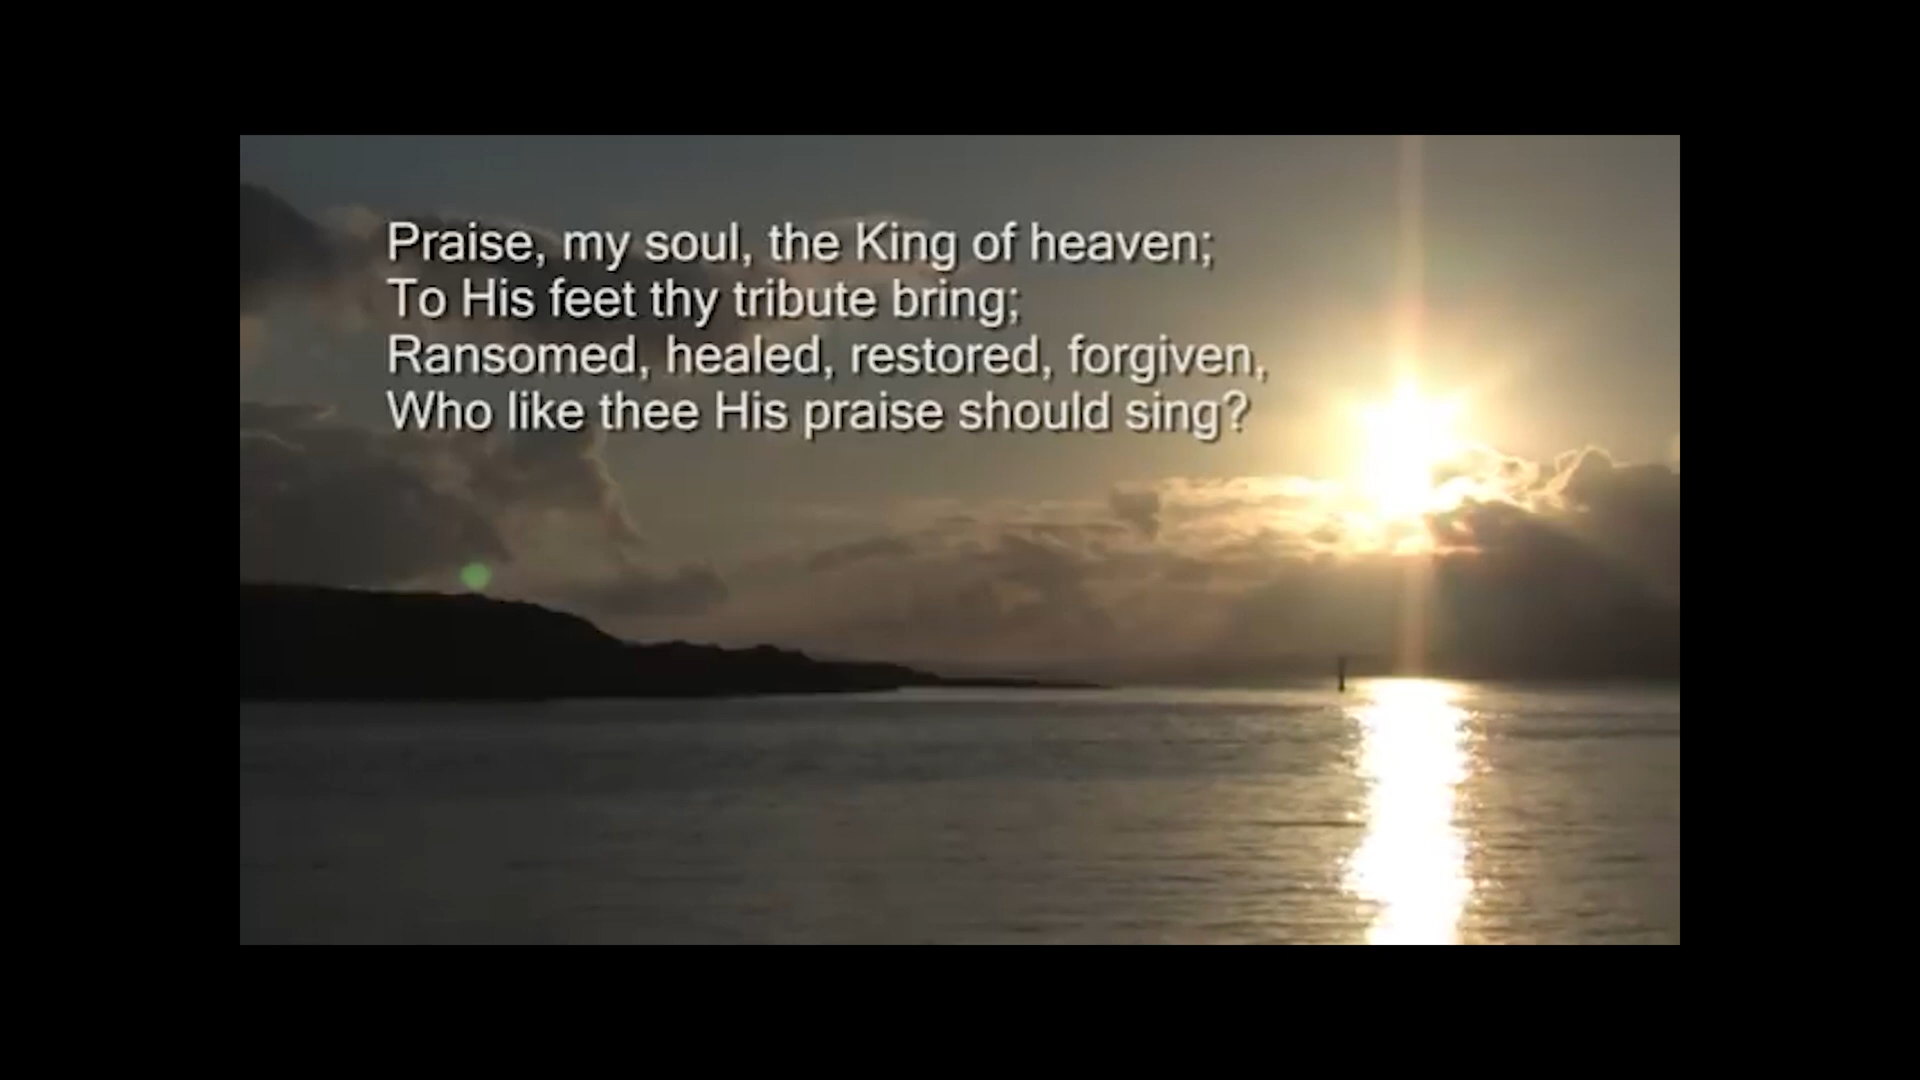 Praise, my soul, the King of heaven;
To His feet thy tribute bring;
Ransomed, healed, restored, forgiven,
Who like thee His praise should sing?